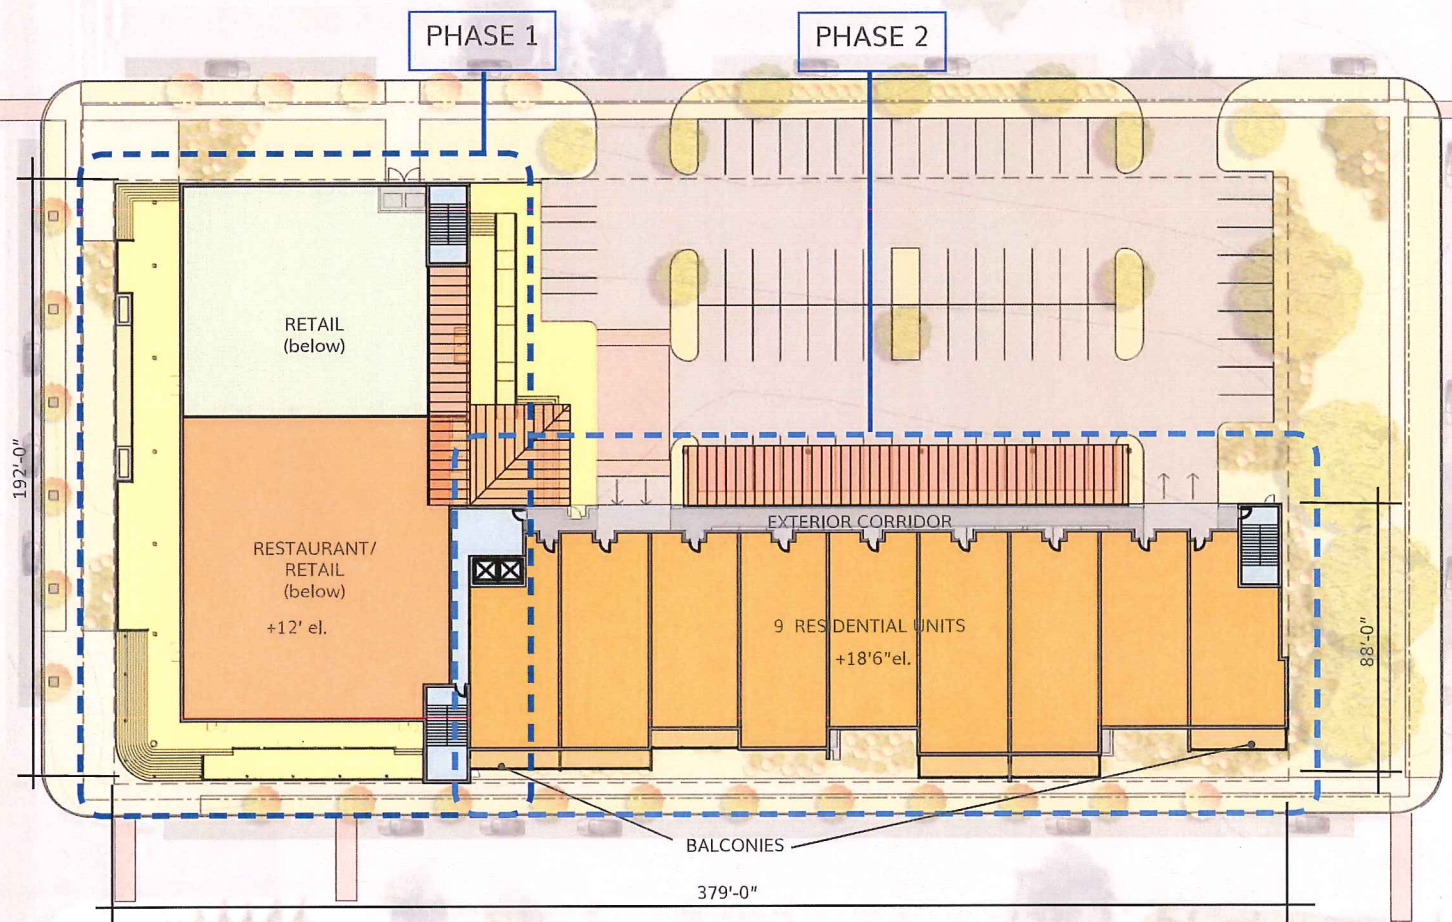 PHASE 1
PHASE 2
RETAIL
(below)
192'-0"
RESTAURANT/
RETAIL
(below)
+12' el.
EXTERIOR CORRIDOR
9 RESIDENTIAL UNITS
+18'6"el.
88'-0"
BALCONIES
379'-0"